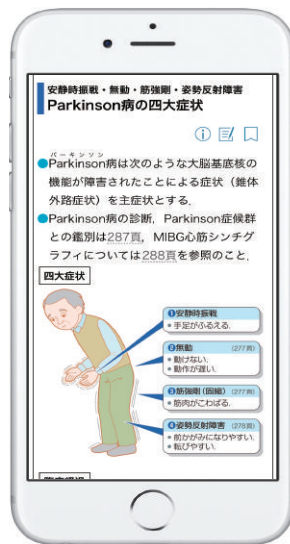 安静時振戦・無動・筋強剛・姿勢反射障害
Parkinson病の四大症状
パーキンソン
●Parkinson病は次のような大脳基底核の
機能が障害されたことによる症状（錐体
外路症状）を主症状とする．
●Parkinson病の診断，Parkinson症候群
との鑑別は287頁，MIBG心筋シンチグ
ラフィについては288頁を参照のこと．
四大症状
❶安静時振戦
• 手足がふるえる．
❷無動 (277頁)
• 動けない．
• 動作が遅い．
❸筋強剛（固縮） (277頁)
• 筋肉がこわばる．
❹姿勢反射障害 (278頁)
• 前かがみになりやすい．
• 転びやすい．